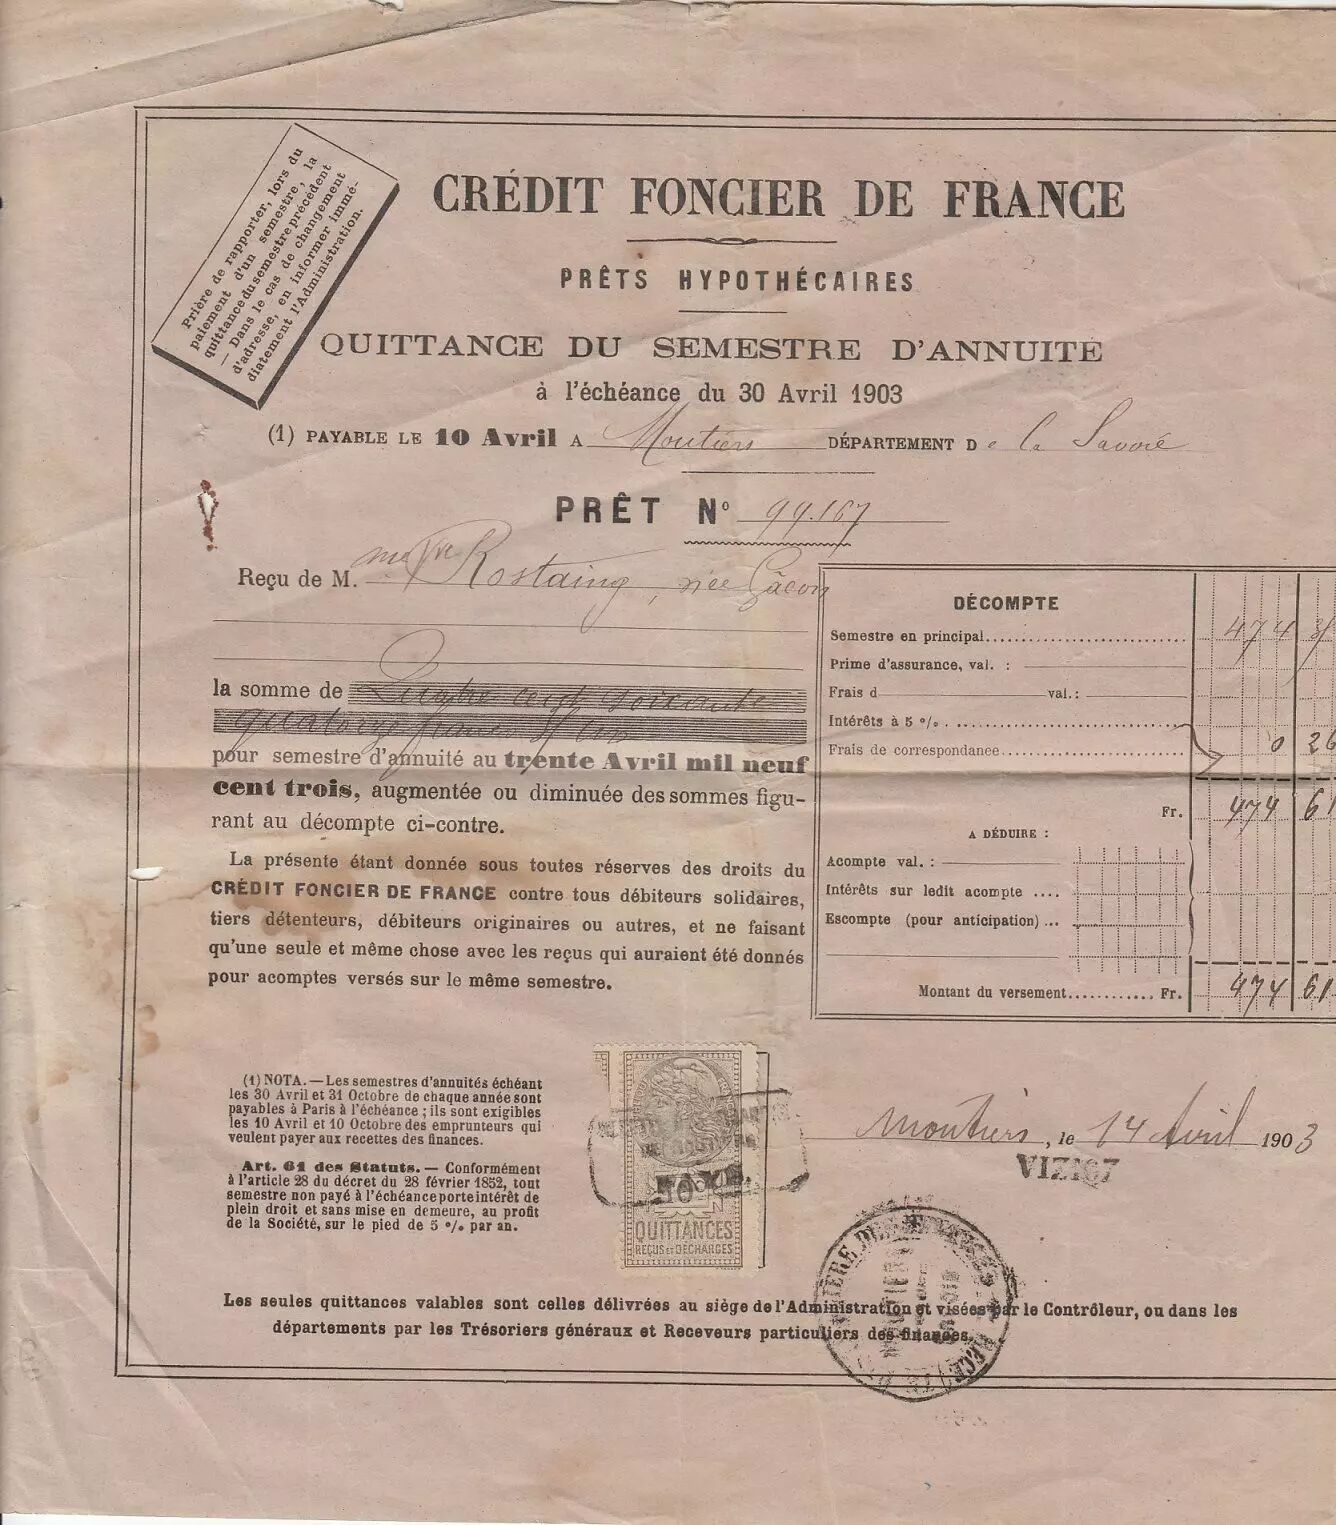 Prière de rapporter, lors du
paiement d'un semestre, la
quittance du semestre précédent
— Dans le cas de changement
d'adresse, en informer immé-
diatement l'Administration.
CRÉDIT FONCIER DE FRANCE
PRÊTS HYPOTHÉCAIRES
QUITTANCE DU SEMESTRE D'ANNUITÉ
à l'échéance du 30 Avril 1903
(1) PAYABLE LE 10 Avril A Moutiers DÉPARTEMENT De la Savoie
PRÊT No 99.167
Reçu de M. me Vve Rostaing, née Gâcon
la somme de Quatre cent soixante
quatorze francs
pour semestre d'annuité au trente Avril mil neuf
cent trois, augmentée ou diminuée des sommes figu-
rant au décompte ci-contre.
La présente étant donnée sous toutes réserves des droits du
CRÉDIT FONCIER DE FRANCE contre tous débiteurs solidaires,
tiers détenteurs, débiteurs originaires ou autres, et ne faisant
qu'une seule et même chose avec les reçus qui auraient été donnés
pour acomptes versés sur le même semestre.
DÉCOMPTE
Semestre en principal 474
Prime d'assurance, val. :
Frais d val. :
Intérêts à 5 %
Frais de correspondance 0 26
Fr. 474 61
A DÉDUIRE :
Acompte val. :
Intérêts sur ledit acompte ....
Escompte (pour anticipation) ...
Montant du versement............ Fr. 474 61
(1) NOTA. — Les semestres d'annuités échéant
les 30 Avril et 31 Octobre de chaque année sont
payables à Paris à l'échéance ; ils sont exigibles
les 10 Avril et 10 Octobre des emprunteurs qui
veulent payer aux recettes des finances.
Art. 61 des Statuts. — Conformément
à l'article 28 du décret du 28 février 1852, tout
semestre non payé à l'échéance porte intérêt de
plein droit et sans mise en demeure, au profit
de la Société, sur le pied de 5 % par an.
QUITTANCES
REÇUS ET DÉCHARGES
Moutiers, le 14 Avril 1903
VIZIOZ
Les seules quittances valables sont celles délivrées au siège de l'Administration et visées par le Contrôleur, ou dans les
départements par les Trésoriers généraux et Receveurs particuliers des finances.